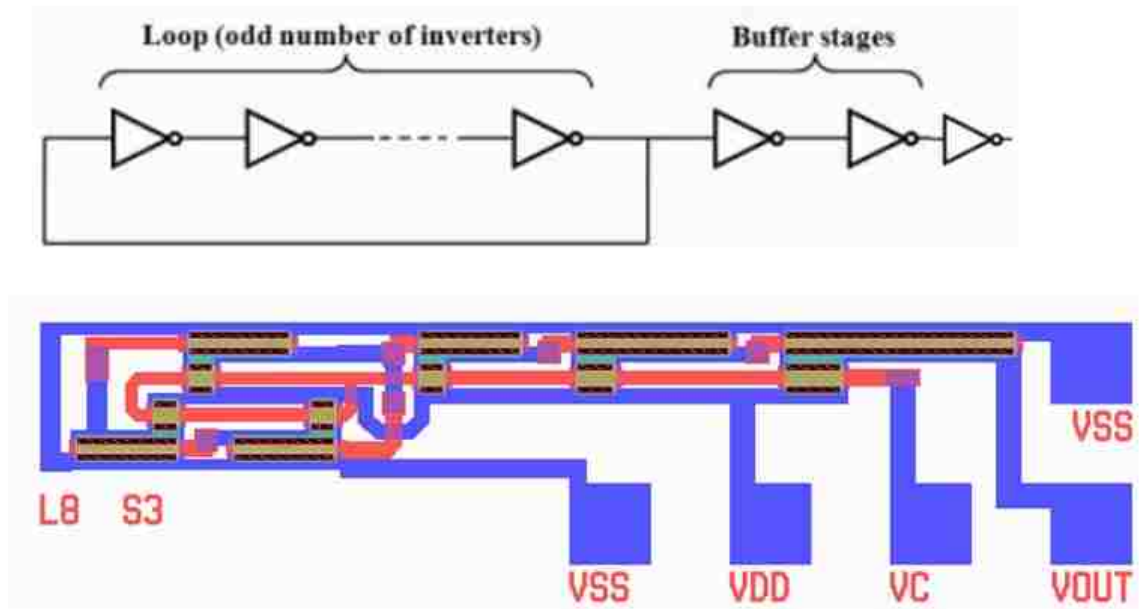 Loop (odd number of inverters)
Buffer stages
VSS
L8 S3
VSS VDD VC VOUT